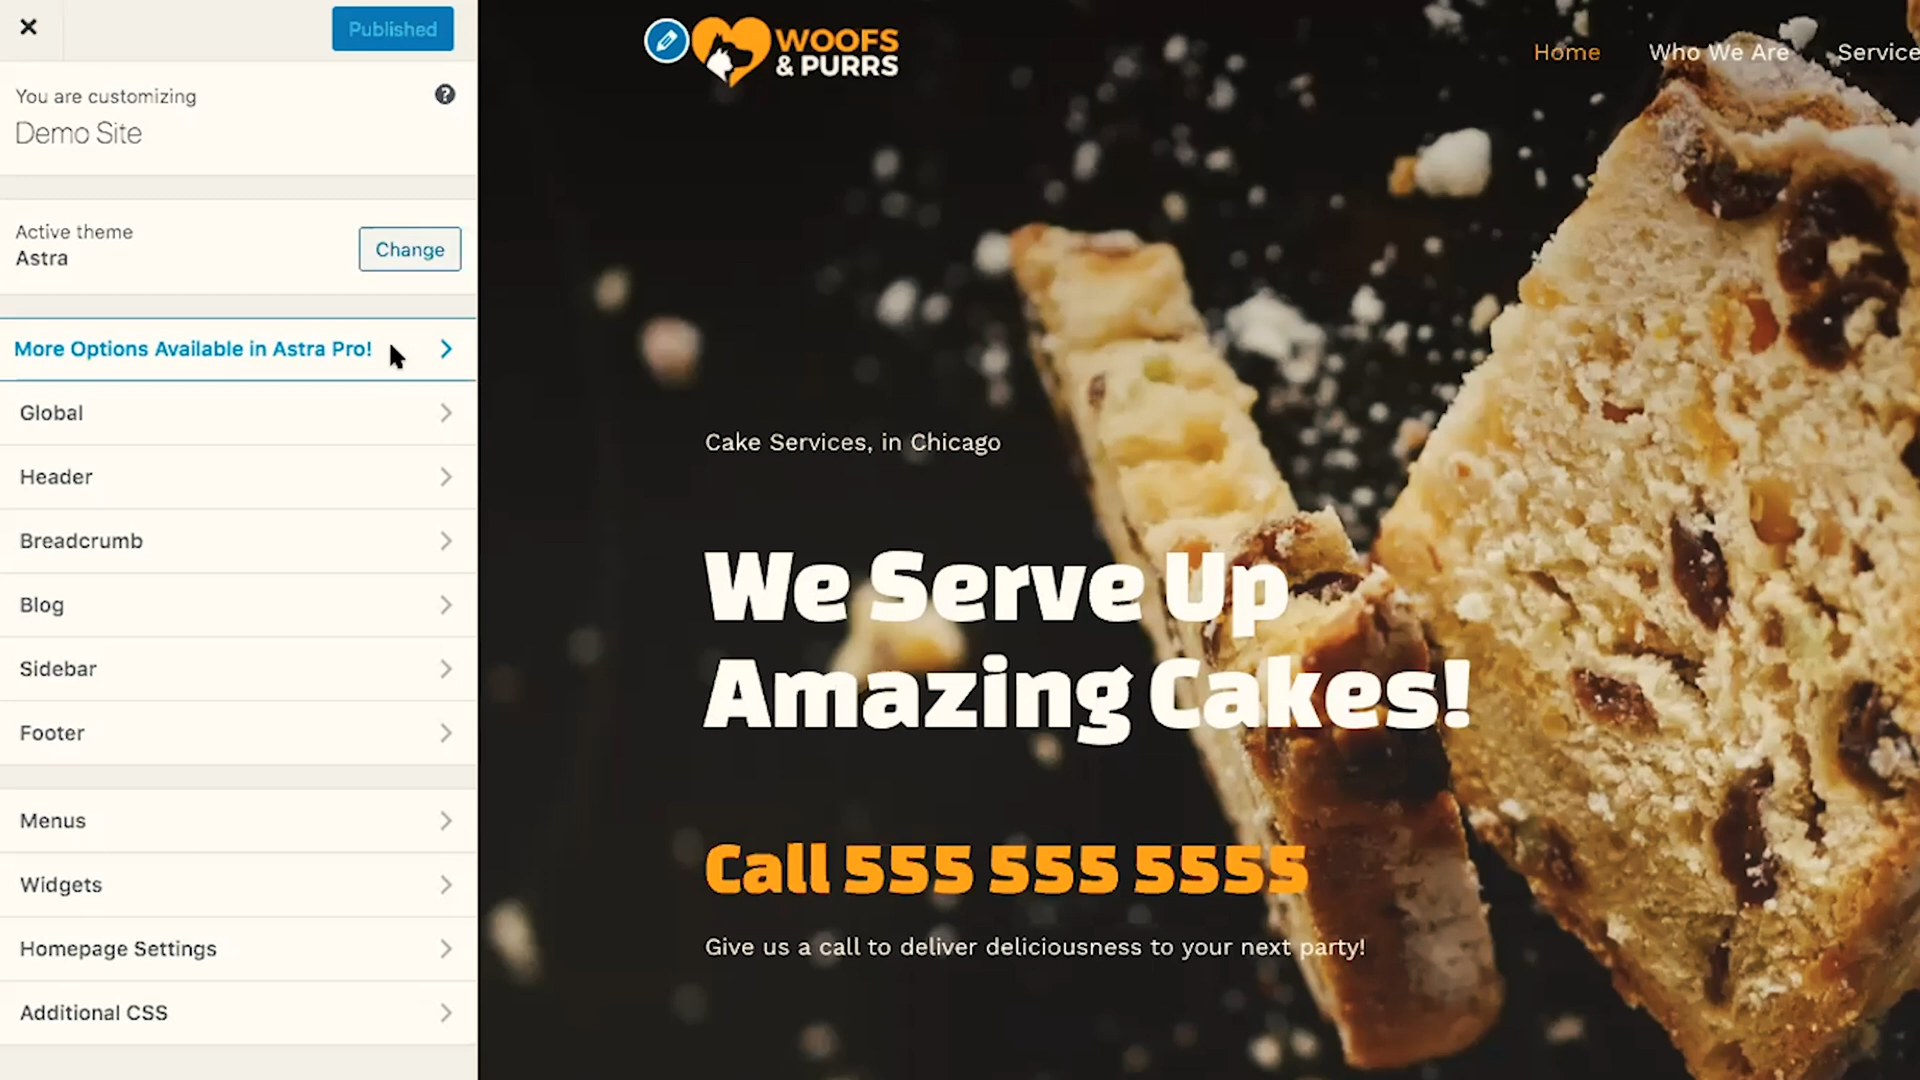 Published
You are customizing
Demo Site
Active theme
Astra
Change
More Options Available in Astra Pro!
Global
Header
Breadcrumb
Blog
Sidebar
Footer
Menus
Widgets
Homepage Settings
Additional CSS
WOOFS
& PURRS
Home Who We Are Service
Cake Services, in Chicago
We Serve Up
Amazing Cakes!
Call 555 555 5555
Give us a call to deliver deliciousness to your next party!